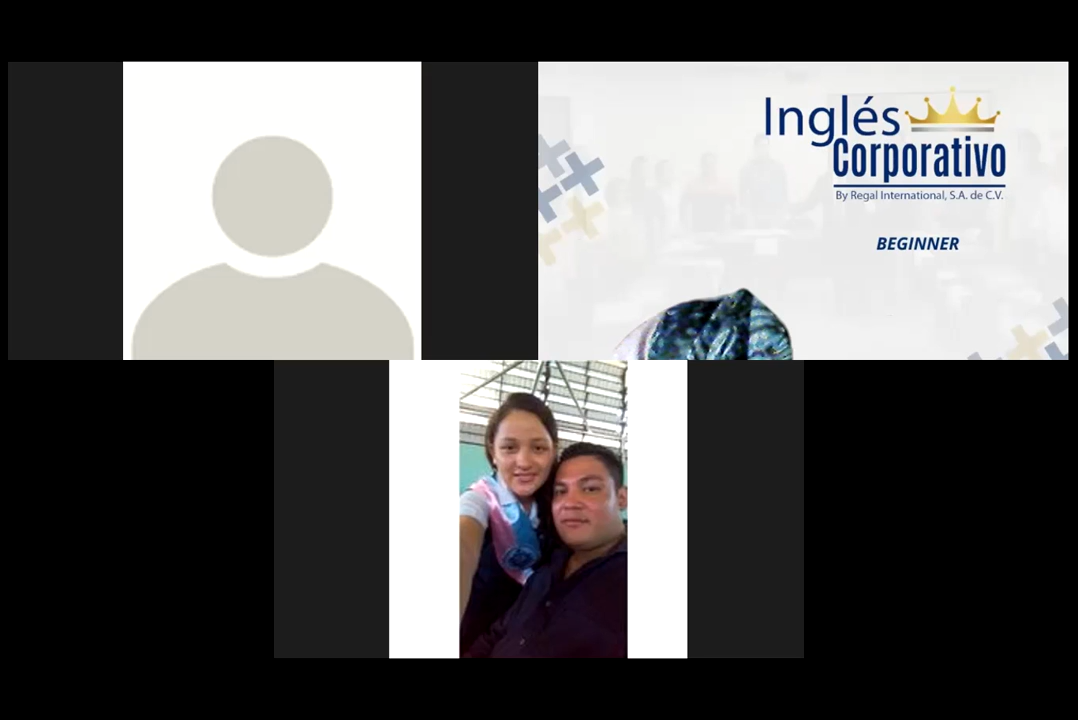 Inglés
Corporativo
By Regal International, S.A. de C.V.
BEGINNER